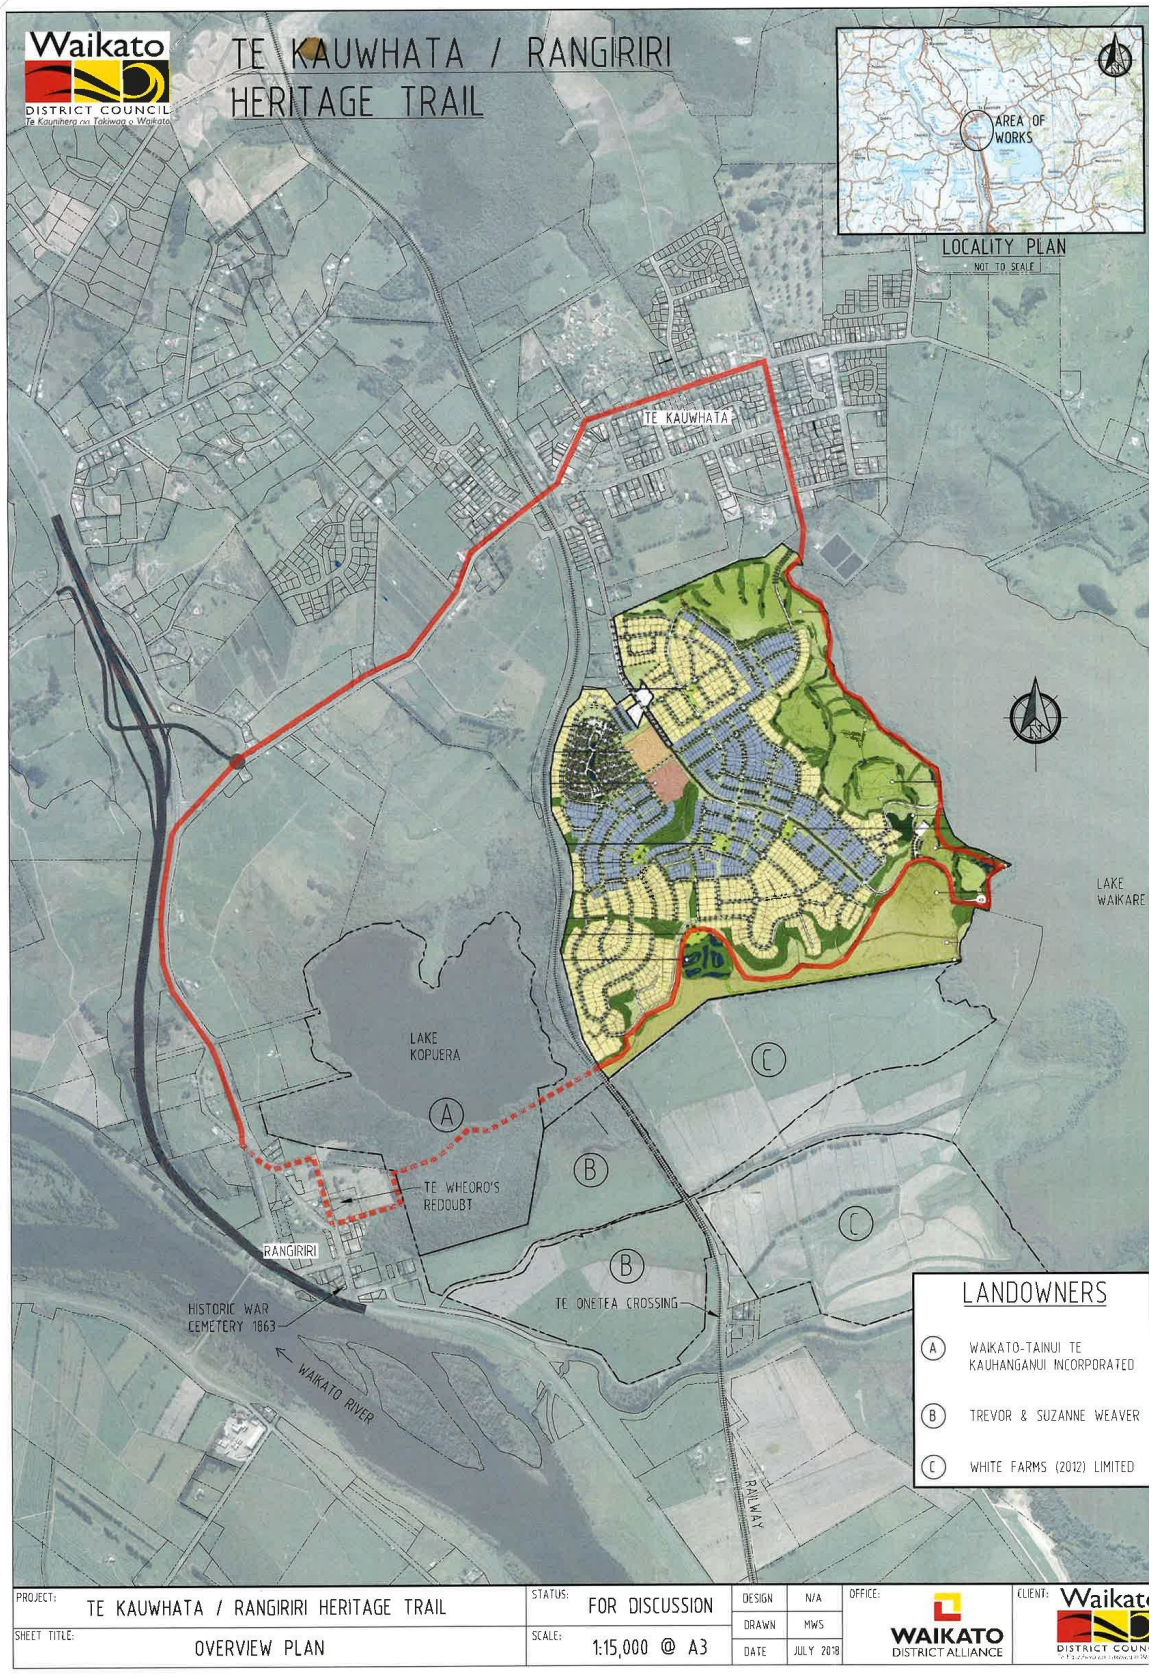 Waikato
DISTRICT COUNCIL
Te Kaunihera aa Takiwaa o Waikato
TE KAUWHATA / RANGIRIRI
HERITAGE TRAIL
AREA OF
WORKS
LOCALITY PLAN
NOT TO SCALE
TE KAUWHATA
N
LAKE
WAIKARE
LAKE
KOPUERA
C
A
B
TE WHEORO'S
REDOUBT
C
RANGIRIRI
B
TE ONETEA CROSSING
HISTORIC WAR
CEMETERY 1863
WAIKATO RIVER
RAILWAY
LANDOWNERS
A WAIKATO-TAINUI TE
KAUHANGANUI INCORPORATED
B TREVOR & SUZANNE WEAVER
C WHITE FARMS (2012) LIMITED
PROJECT: TE KAUWHATA / RANGIRIRI HERITAGE TRAIL
SHEET TITLE: OVERVIEW PLAN
STATUS: FOR DISCUSSION
SCALE: 1:15,000 @ A3
DESIGN N/A
DRAWN MWS
DATE JULY 2018
OFFICE:
WAIKATO
DISTRICT ALLIANCE
CLIENT: Waikato
DISTRICT COUN